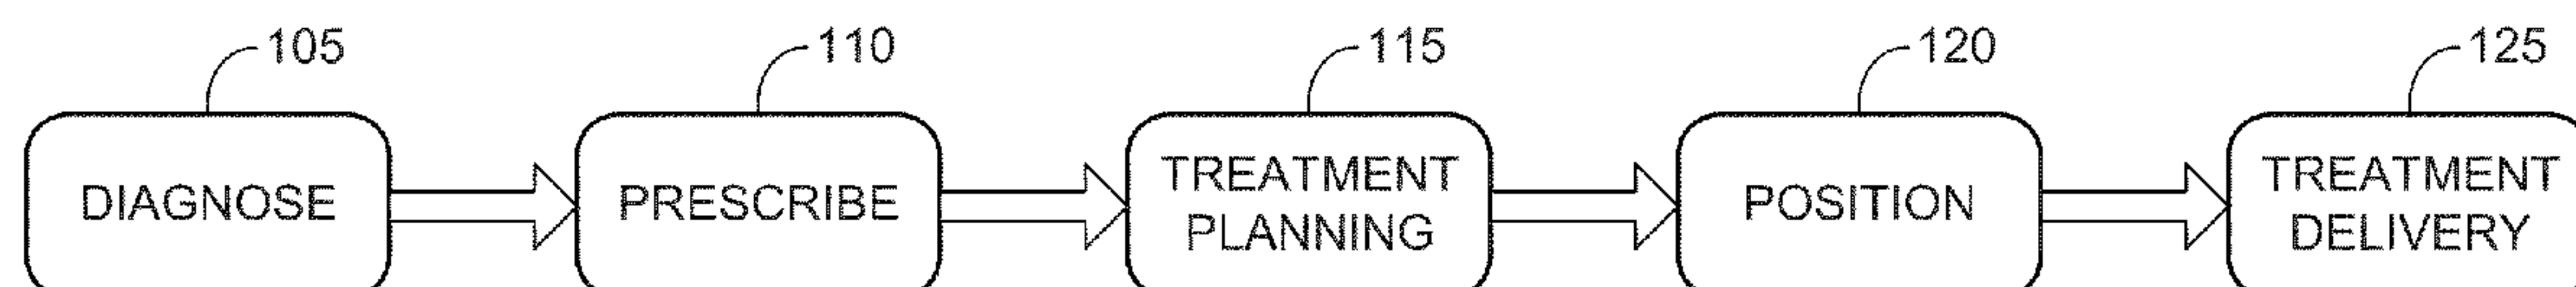 105
110
115
120
125
DIAGNOSE
PRESCRIBE
TREATMENT
PLANNING
POSITION
TREATMENT
DELIVERY